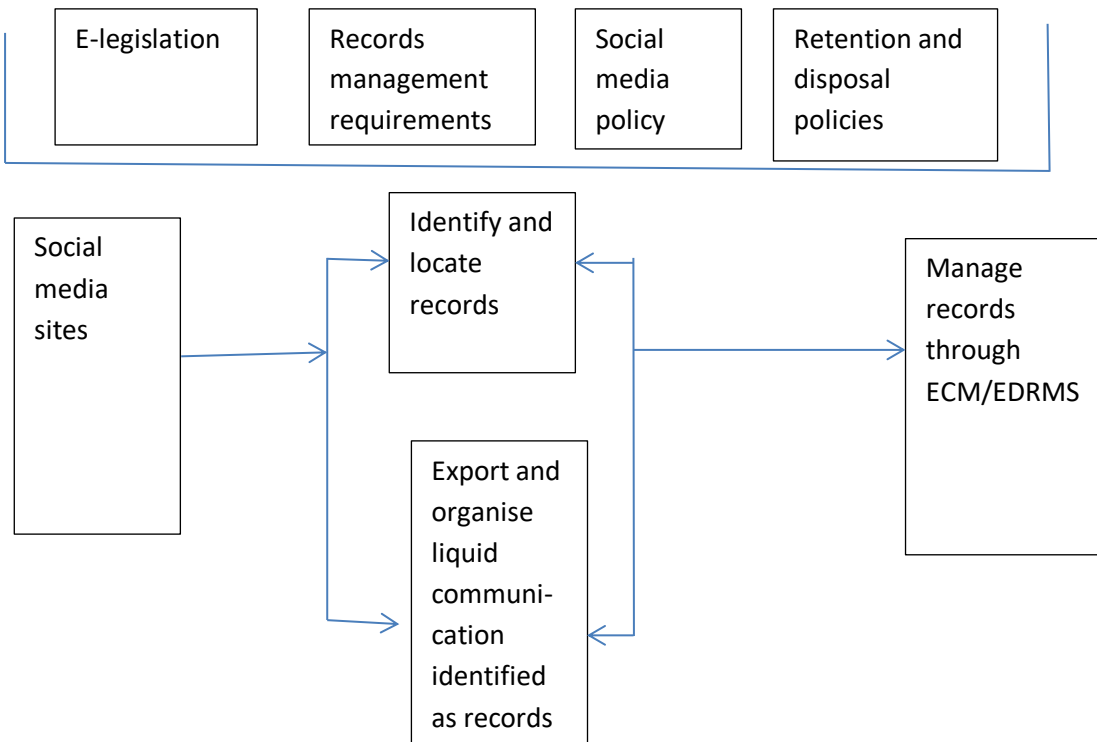 E-legislation
Records
management
requirements
Social
media
policy
Retention and
disposal
policies
Social
media
sites
Identify and
locate
records
Manage
records
through
ECM/EDRMS
Export and
organise
liquid
communi-
cation
identified
as records